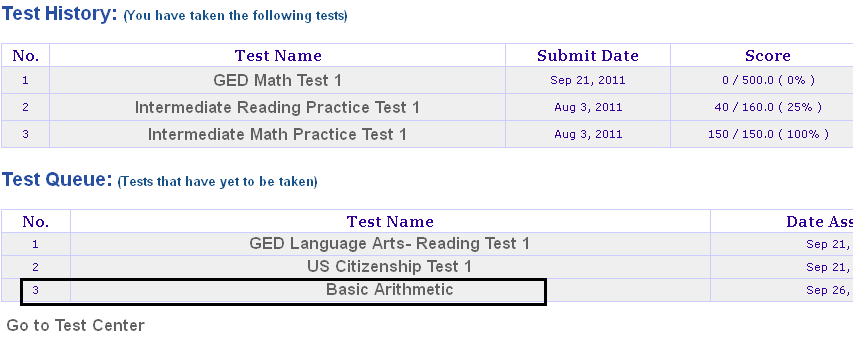 Test History: (You have taken the following tests)
No. Test Name Submit Date Score
1 GED Math Test 1 Sep 21, 2011 0 / 500.0 ( 0% )
2 Intermediate Reading Practice Test 1 Aug 3, 2011 40 / 160.0 ( 25% )
3 Intermediate Math Practice Test 1 Aug 3, 2011 150 / 150.0 ( 100% )
Test Queue: (Tests that have yet to be taken)
No. Test Name Date Ass
1 GED Language Arts- Reading Test 1 Sep 21,
2 US Citizenship Test 1 Sep 21,
3 Basic Arithmetic Sep 26,
Go to Test Center